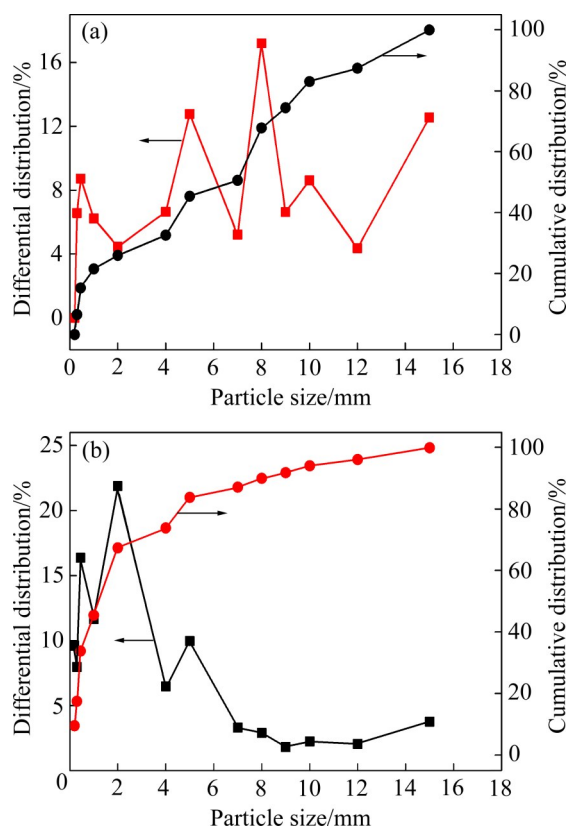 (a)
18
16
12
8
4
0
Differential distribution/%
100
80
60
40
20
0
Cumulative distribution/%
0 2 4 6 8 10 12 14 16 18
Particle size/mm
(b)
25
20
15
10
5
Differential distribution/%
100
80
60
40
20
0
Cumulative distribution/%
0 2 4 6 8 10 12 14 16 18
Particle size/mm